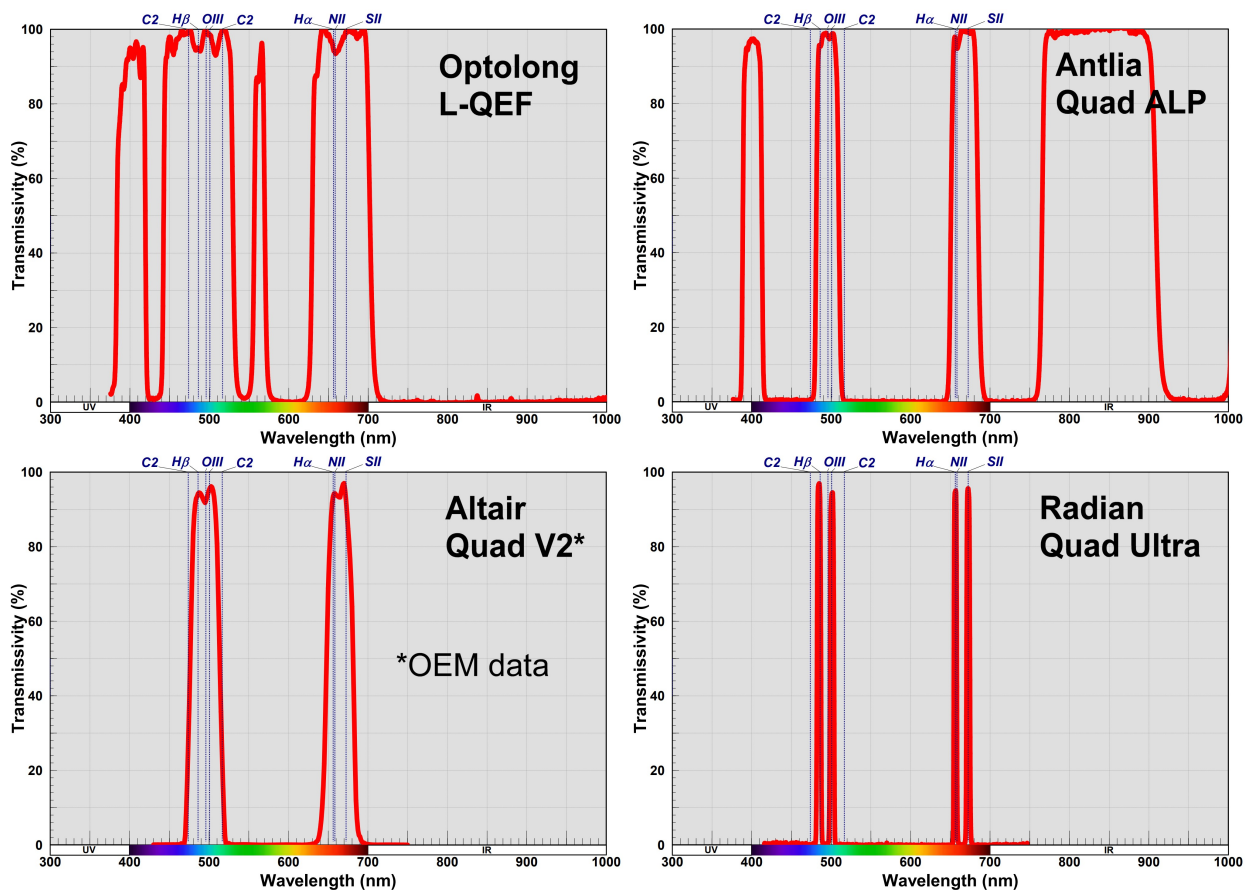 C2 Hβ OIII C2 Hα NII SII
Optolong
L-QEF
Transmissivity (%)
100
80
60
40
20
0
UV
IR
300 400 500 600 700 800 900 1000
Wavelength (nm)
C2 Hβ OIII C2 Hα NII SII
Antlia
Quad ALP
Transmissivity (%)
100
80
60
40
20
0
UV
IR
300 400 500 600 700 800 900 1000
Wavelength (nm)
C2 Hβ OIII C2 Hα NII SII
Altair
Quad V2*
*OEM data
Transmissivity (%)
100
80
60
40
20
0
UV
IR
300 400 500 600 700 800 900 1000
Wavelength (nm)
C2 Hβ OIII C2 Hα NII SII
Radian
Quad Ultra
Transmissivity (%)
100
80
60
40
20
0
UV
IR
300 400 500 600 700 800 900 1000
Wavelength (nm)